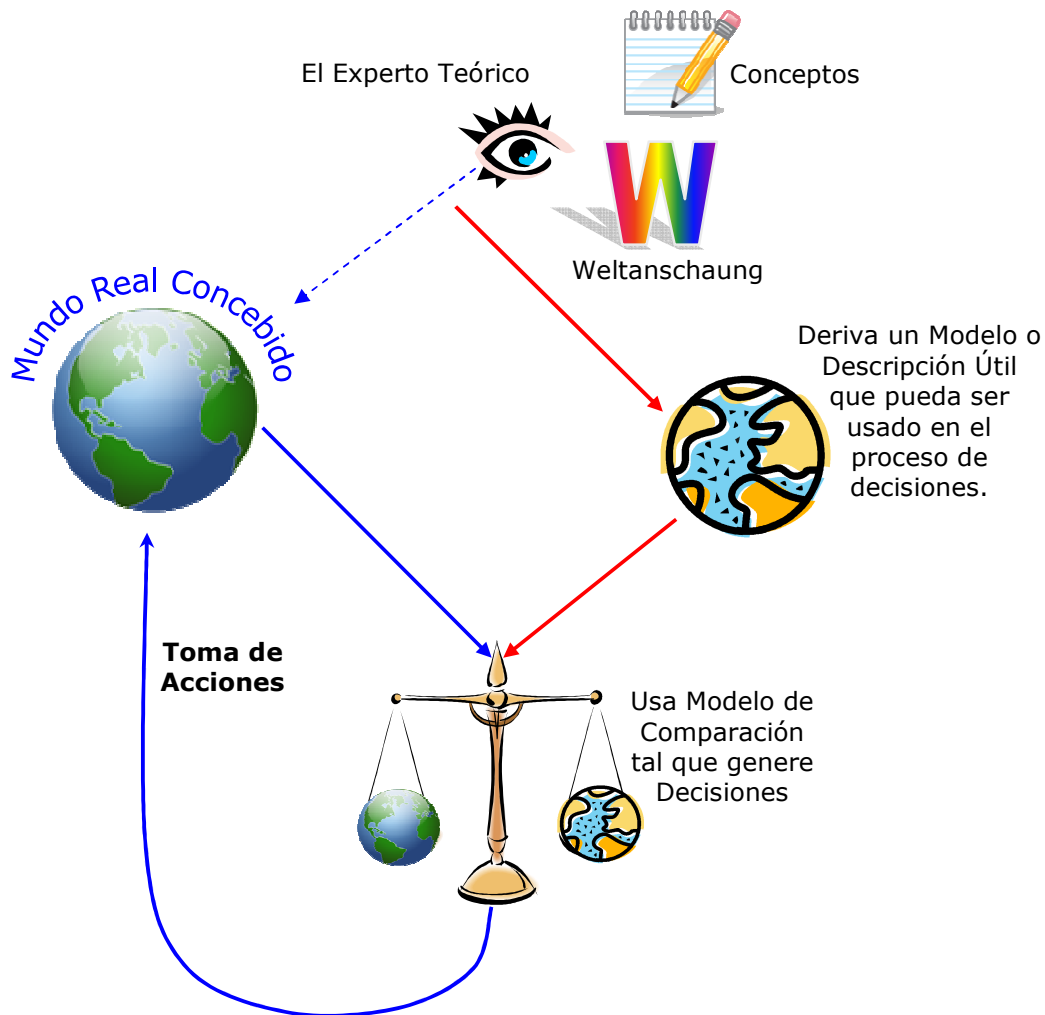 El Experto Teórico
Conceptos
W
Weltanschaung
Mundo Real Concebido
Deriva un Modelo o
Descripción Útil
que pueda ser
usado en el
proceso de
decisiones.
Toma de
Acciones
Usa Modelo de
Comparación
tal que genere
Decisiones